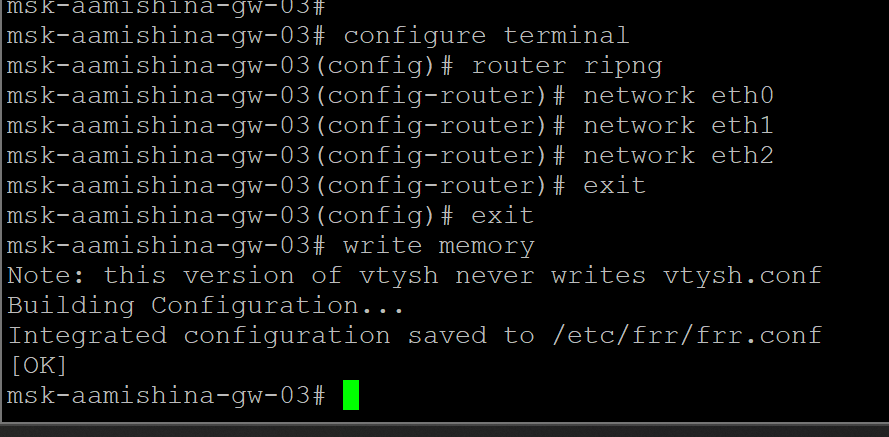 msk-aamishina-gw-03#
msk-aamishina-gw-03# configure terminal
msk-aamishina-gw-03(config)# router ripng
msk-aamishina-gw-03(config-router)# network eth0
msk-aamishina-gw-03(config-router)# network eth1
msk-aamishina-gw-03(config-router)# network eth2
msk-aamishina-gw-03(config-router)# exit
msk-aamishina-gw-03(config)# exit
msk-aamishina-gw-03# write memory
Note: this version of vtysh never writes vtysh.conf
Building Configuration...
Integrated configuration saved to /etc/frr/frr.conf
[OK]
msk-aamishina-gw-03#